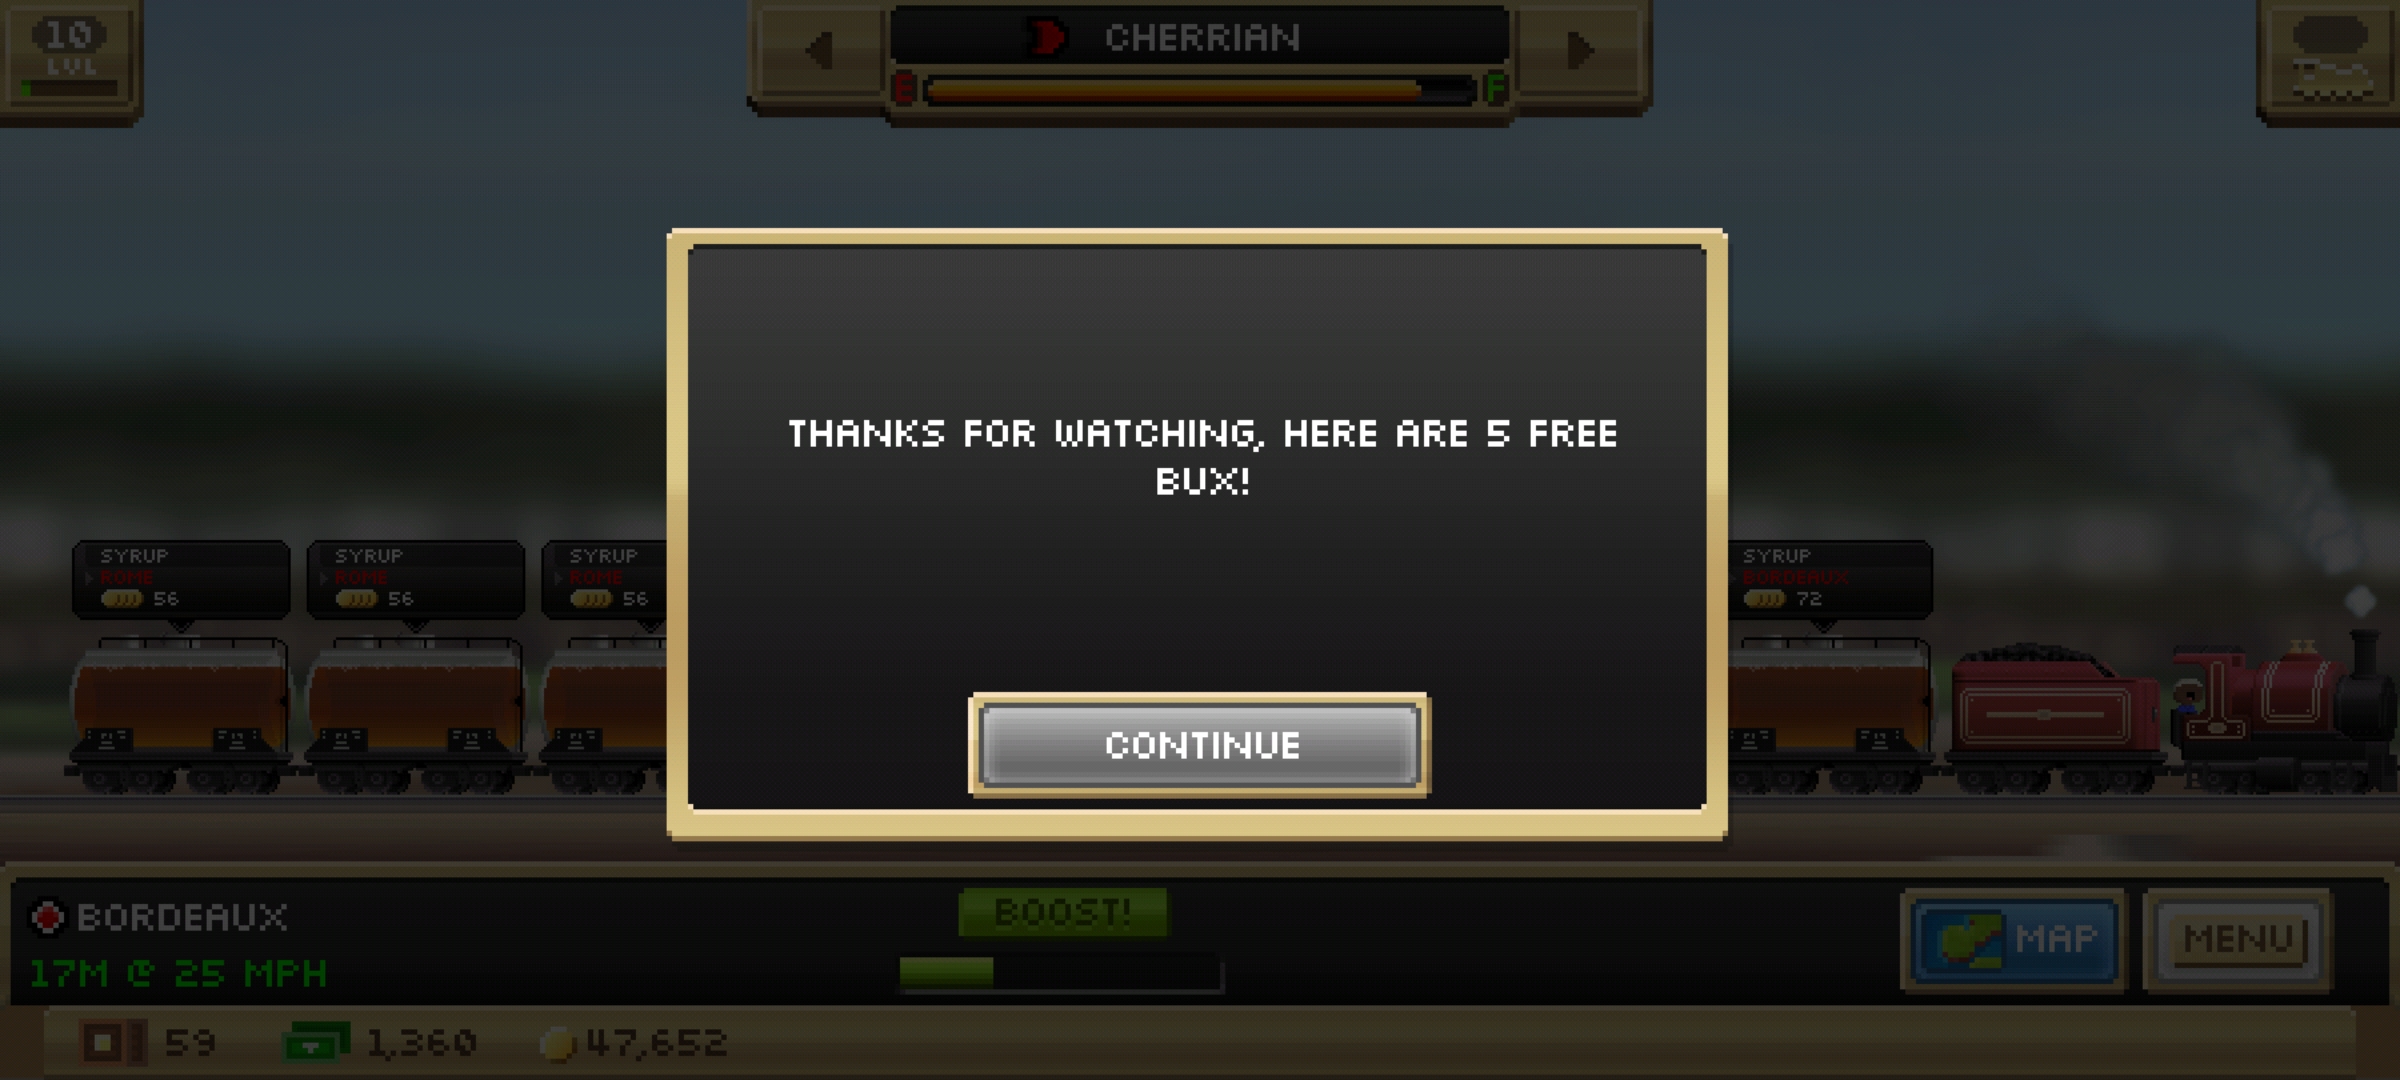 10
LVL
CHERRIAN
E F
THANKS FOR WATCHING, HERE ARE 5 FREE
BUX!
CONTINUE
SYRUP
ROME
56
SYRUP
ROME
56
SYRUP
ROME
56
SYRUP
BORDEAUX
72
BORDEAUX
17M @ 25 MPH
BOOST!
MAP
MENU
59
1,360
47,652